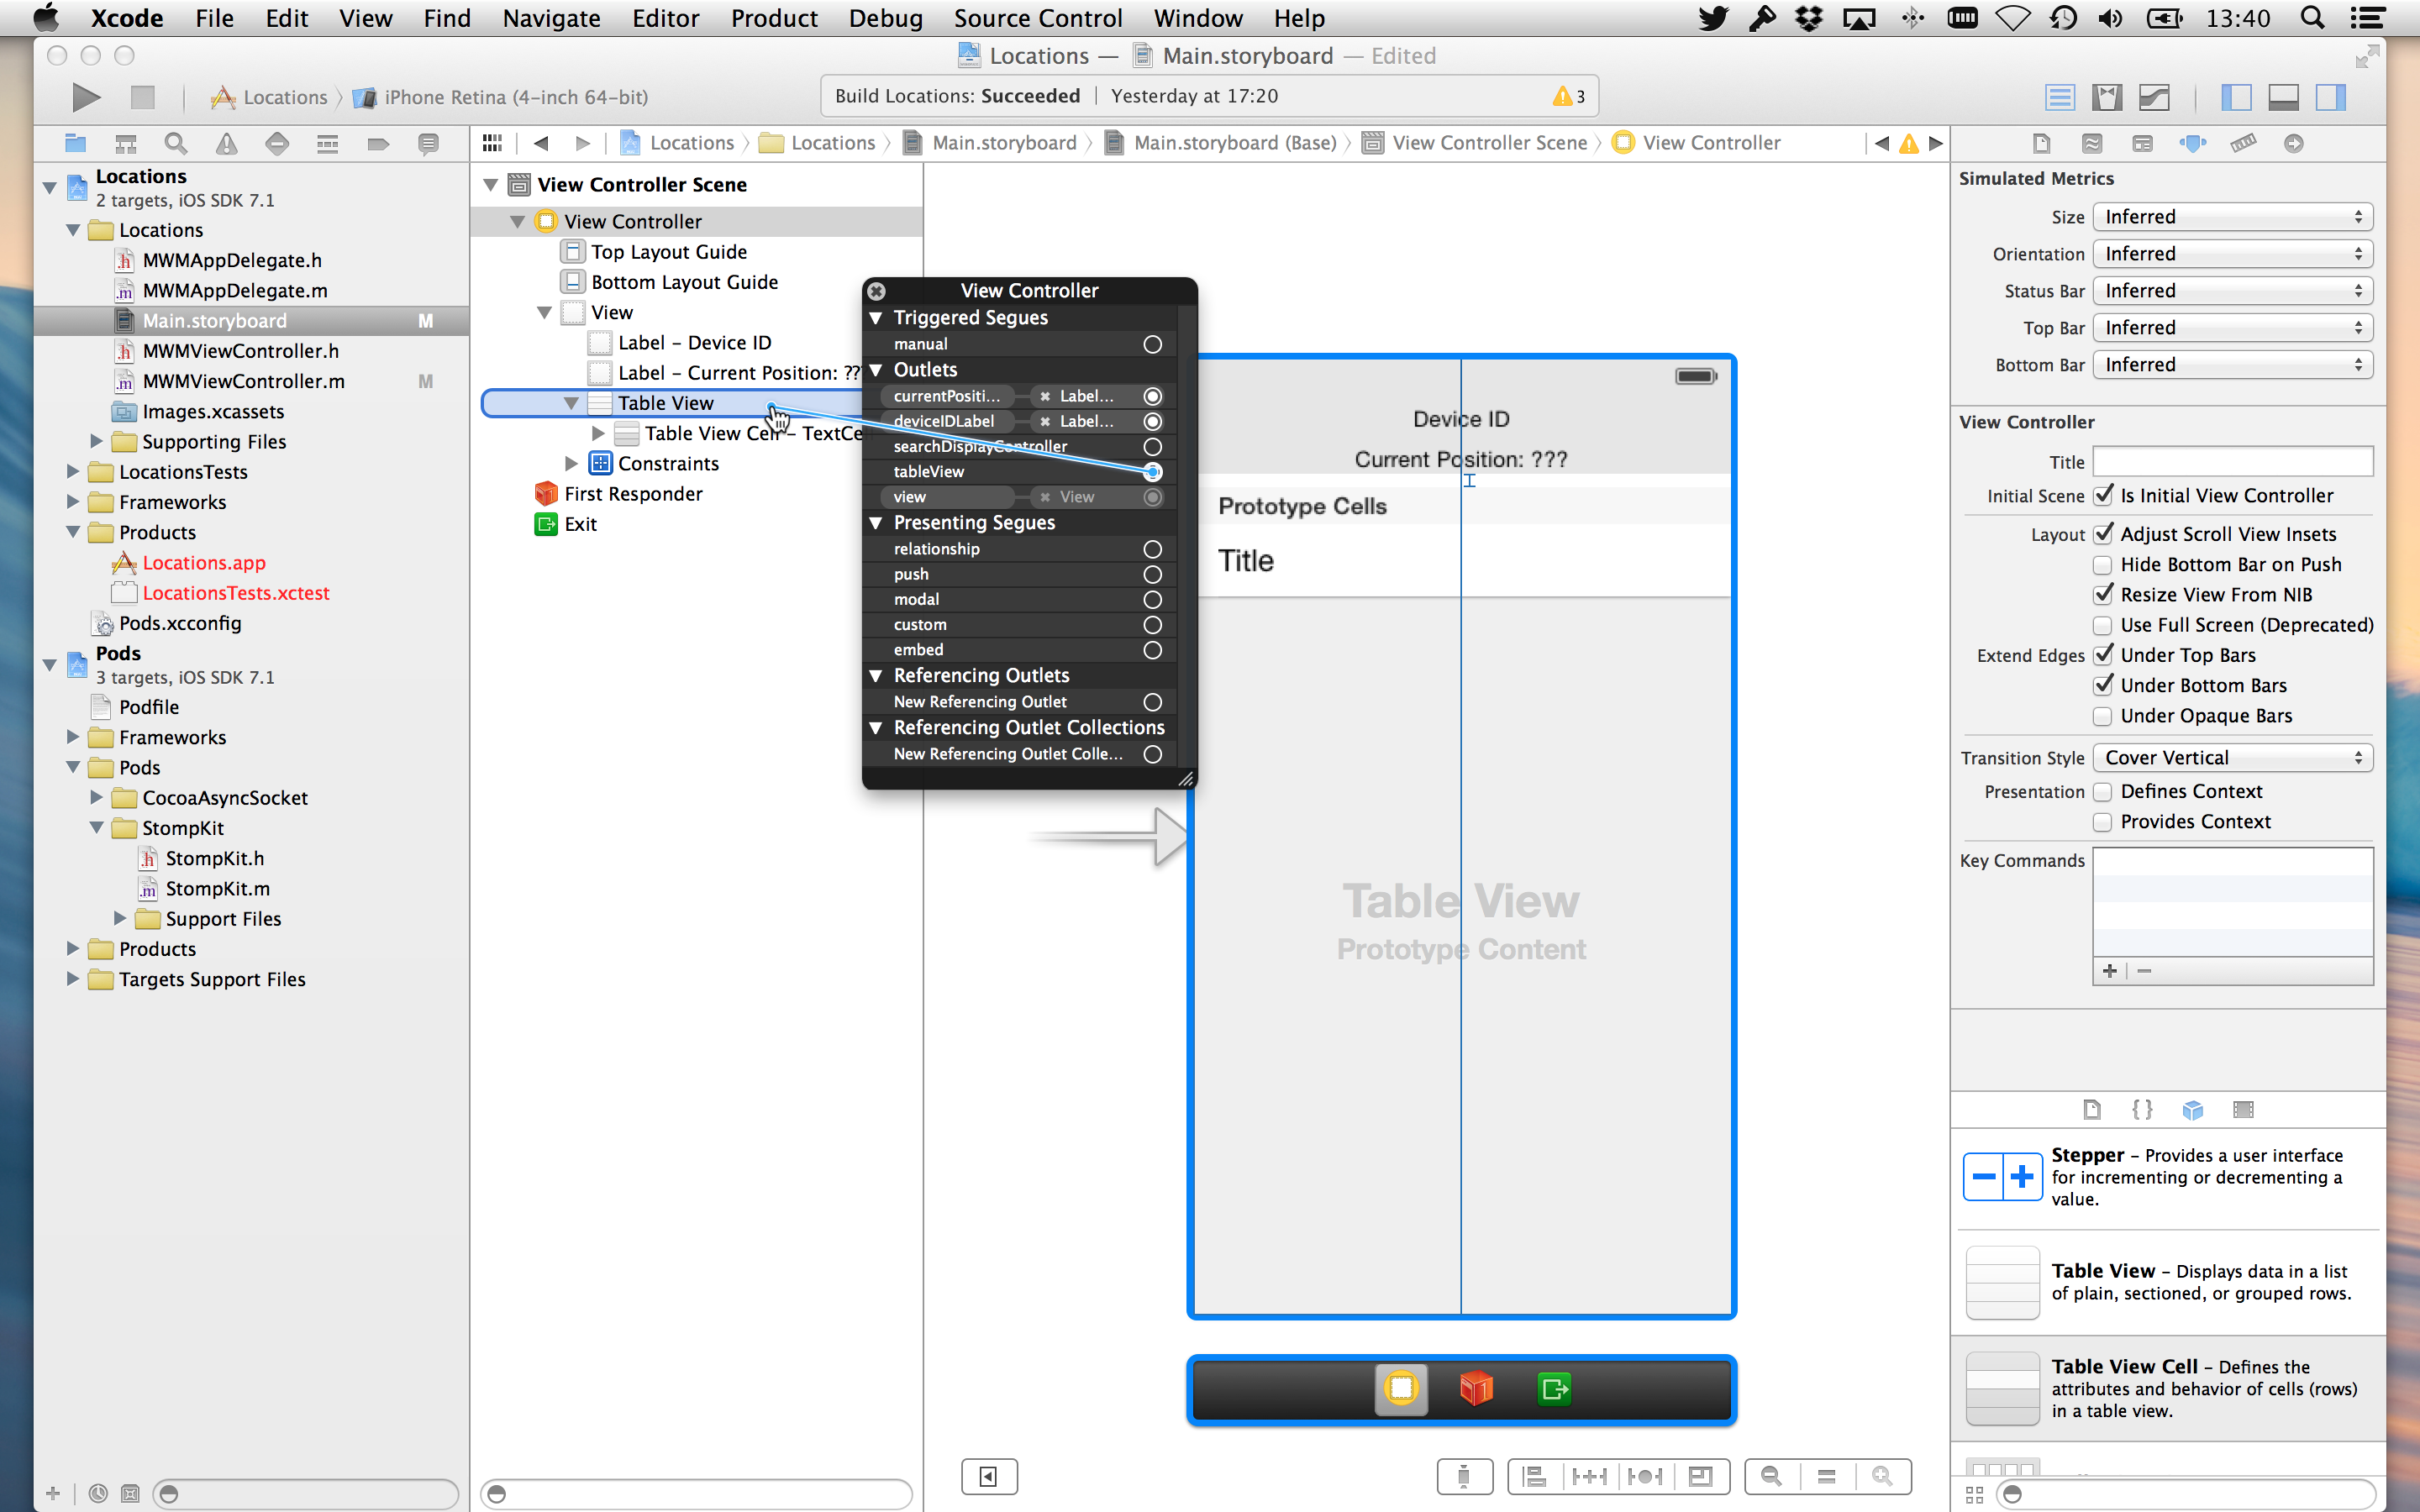 Xcode File Edit View Find Navigate Editor Product Debug Source Control Window Help 13:40
Locations — Main.storyboard — Edited
Locations iPhone Retina (4-inch 64-bit)
Build Locations: Succeeded | Yesterday at 17:20 3
Locations Locations Main.storyboard Main.storyboard (Base) View Controller Scene View Controller
Locations
2 targets, iOS SDK 7.1
Locations
MWMAppDelegate.h
MWMAppDelegate.m
Main.storyboard M
MWMViewController.h
MWMViewController.m M
Images.xcassets
Supporting Files
LocationsTests
Frameworks
Products
Locations.app
LocationsTests.xctest
Pods.xcconfig
Pods
3 targets, iOS SDK 7.1
Podfile
Frameworks
Pods
CocoaAsyncSocket
StompKit
StompKit.h
StompKit.m
Support Files
Products
Targets Support Files
View Controller Scene
View Controller
Top Layout Guide
Bottom Layout Guide
View
Label – Device ID
Label – Current Position: ??
Table View
Table View Cell – TextCe
Constraints
First Responder
Exit
View Controller
Triggered Segues
manual
Outlets
currentPositi... Label...
deviceIDLabel Label...
searchDisplayController
tableView
view View
Presenting Segues
relationship
push
modal
custom
embed
Referencing Outlets
New Referencing Outlet
Referencing Outlet Collections
New Referencing Outlet Colle...
Device ID
Current Position: ???
Prototype Cells
Title
Table View
Prototype Content
Simulated Metrics
Size Inferred
Orientation Inferred
Status Bar Inferred
Top Bar Inferred
Bottom Bar Inferred
View Controller
Title
Initial Scene Is Initial View Controller
Layout Adjust Scroll View Insets
Hide Bottom Bar on Push
Resize View From NIB
Use Full Screen (Deprecated)
Extend Edges Under Top Bars
Under Bottom Bars
Under Opaque Bars
Transition Style Cover Vertical
Presentation Defines Context
Provides Context
Key Commands
Stepper – Provides a user interface
for incrementing or decrementing a
value.
Table View – Displays data in a list
of plain, sectioned, or grouped rows.
Table View Cell – Defines the
attributes and behavior of cells (rows)
in a table view.